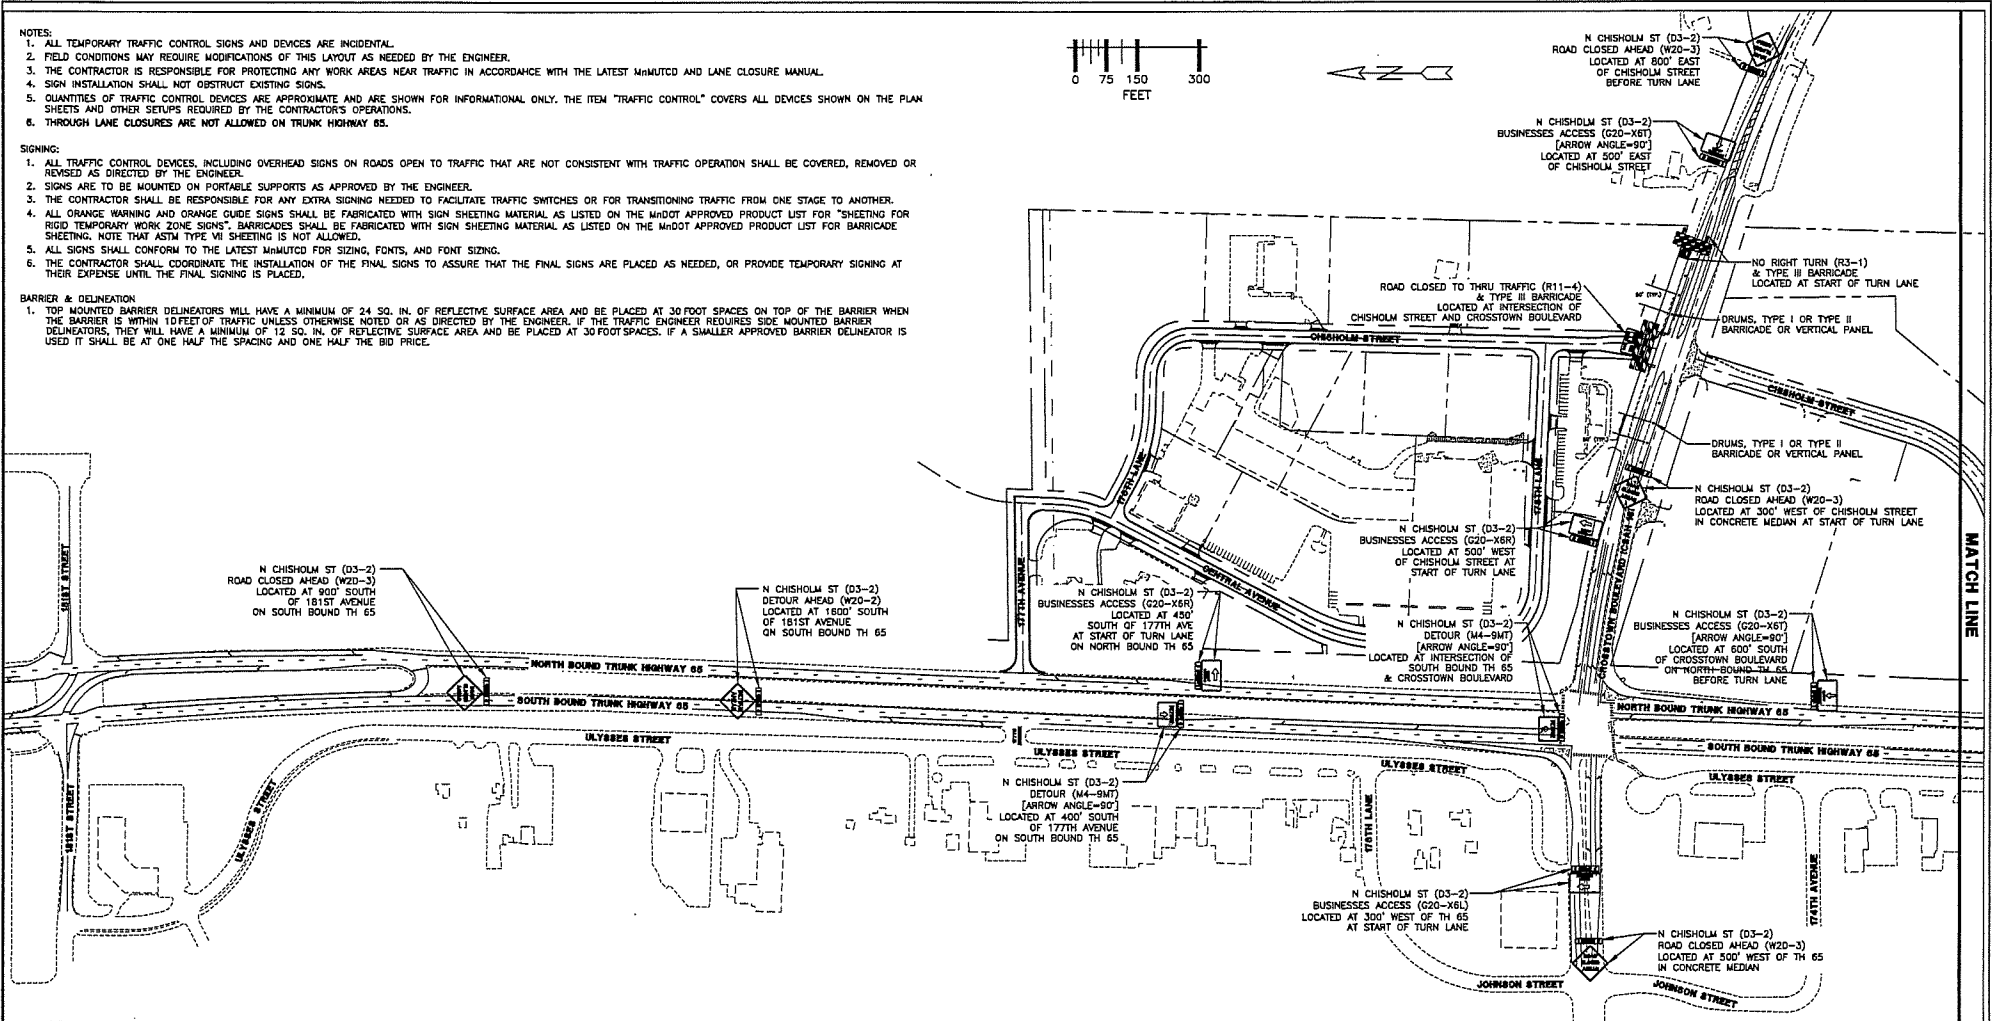 NOTES:
1. ALL TEMPORARY TRAFFIC CONTROL SIGNS AND DEVICES ARE INCIDENTAL.
2. FIELD CONDITIONS MAY REQUIRE MODIFICATIONS OF THIS LAYOUT AS NEEDED BY THE ENGINEER.
3. THE CONTRACTOR IS RESPONSIBLE FOR PROTECTING ANY WORK AREAS NEAR TRAFFIC IN ACCORDANCE WITH THE LATEST MnMUTCD AND LANE CLOSURE MANUAL.
4. SIGN INSTALLATION SHALL NOT OBSTRUCT EXISTING SIGNS.
5. QUANTITIES OF TRAFFIC CONTROL DEVICES ARE APPROXIMATE AND ARE SHOWN FOR INFORMATIONAL ONLY. THE ITEM "TRAFFIC CONTROL" COVERS ALL DEVICES SHOWN ON THE PLAN
SHEETS AND OTHER SETUPS REQUIRED BY THE CONTRACTOR'S OPERATIONS.
6. THROUGH LANE CLOSURES ARE NOT ALLOWED ON TRUNK HIGHWAY 65.
SIGNING:
1. ALL TRAFFIC CONTROL DEVICES, INCLUDING OVERHEAD SIGNS ON ROADS OPEN TO TRAFFIC THAT ARE NOT CONSISTENT WITH TRAFFIC OPERATION SHALL BE COVERED, REMOVED OR
REVISED AS DIRECTED BY THE ENGINEER.
2. SIGNS ARE TO BE MOUNTED ON PORTABLE SUPPORTS AS APPROVED BY THE ENGINEER.
3. THE CONTRACTOR SHALL BE RESPONSIBLE FOR ANY EXTRA SIGNING NEEDED TO FACILITATE TRAFFIC SWITCHES OR FOR TRANSITIONING TRAFFIC FROM ONE STAGE TO ANOTHER.
4. ALL ORANGE WARNING AND ORANGE GUIDE SIGNS SHALL BE FABRICATED WITH SIGN SHEETING MATERIAL AS LISTED ON THE MnDOT APPROVED PRODUCT LIST FOR "SHEETING FOR
RIGID TEMPORARY WORK ZONE SIGNS". BARRICADES SHALL BE FABRICATED WITH SIGN SHEETING MATERIAL AS LISTED ON THE MnDOT APPROVED PRODUCT LIST FOR BARRICADE
SHEETING. NOTE THAT ASTM TYPE VII SHEETING IS NOT ALLOWED.
5. ALL SIGNS SHALL CONFORM TO THE LATEST MnMUTCD FOR SIZING, FONTS, AND FONT SIZING.
6. THE CONTRACTOR SHALL COORDINATE THE INSTALLATION OF THE FINAL SIGNS TO ASSURE THAT THE FINAL SIGNS ARE PLACED AS NEEDED, OR PROVIDE TEMPORARY SIGNING AT
THEIR EXPENSE UNTIL THE FINAL SIGNING IS PLACED.
BARRIER & DELINEATION
1. TOP MOUNTED BARRIER DELINEATORS WILL HAVE A MINIMUM OF 24 SQ. IN. OF REFLECTIVE SURFACE AREA AND BE PLACED AT 30 FOOT SPACES ON TOP OF THE BARRIER WHEN
THE BARRIER IS WITHIN 10 FEET OF TRAFFIC UNLESS OTHERWISE NOTED OR AS DIRECTED BY THE ENGINEER. IF THE TRAFFIC ENGINEER REQUIRES SIDE MOUNTED BARRIER
DELINEATORS, THEY WILL HAVE A MINIMUM OF 12 SQ. IN. OF REFLECTIVE SURFACE AREA AND BE PLACED AT 30 FOOT SPACES. IF A SMALLER APPROVED BARRIER DELINEATOR IS
USED IT SHALL BE AT ONE HALF THE SPACING AND ONE HALF THE BID PRICE.
0 75 150 300
FEET
N CHISHOLM ST (D3-2)
ROAD CLOSED AHEAD (W20-3)
LOCATED AT 800' EAST
OF CHISHOLM STREET
BEFORE TURN LANE
N CHISHOLM ST (D3-2)
BUSINESSES ACCESS (G20-X6T)
[ARROW ANGLE=90°]
LOCATED AT 500' EAST
OF CHISHOLM STREET
NO RIGHT TURN (R3-1)
& TYPE III BARRICADE
LOCATED AT START OF TURN LANE
ROAD CLOSED TO THRU TRAFFIC (R11-4)
& TYPE III BARRICADE
LOCATED AT INTERSECTION OF
CHISHOLM STREET AND CROSSTOWN BOULEVARD
50' (TYP.)
DRUMS, TYPE I OR TYPE II
BARRICADE OR VERTICAL PANEL
CHISHOLM STREET
CHISHOLM STREET
DRUMS, TYPE I OR TYPE II
BARRICADE OR VERTICAL PANEL
176TH LANE
176TH LANE
N CHISHOLM ST (D3-2)
ROAD CLOSED AHEAD (W20-3)
LOCATED AT 300' WEST OF CHISHOLM STREET
IN CONCRETE MEDIAN AT START OF TURN LANE
N CHISHOLM ST (D3-2)
BUSINESSES ACCESS (G20-X6R)
LOCATED AT 500' WEST
OF CHISHOLM STREET AT
START OF TURN LANE
MATCH LINE
CENTRAL AVENUE
177TH AVENUE
181ST STREET
N CHISHOLM ST (D3-2)
ROAD CLOSED AHEAD (W20-3)
LOCATED AT 900' SOUTH
OF 181ST AVENUE
ON SOUTH BOUND TH 65
N CHISHOLM ST (D3-2)
DETOUR AHEAD (W20-2)
LOCATED AT 1600' SOUTH
OF 181ST AVENUE
ON SOUTH BOUND TH 65
N CHISHOLM ST (D3-2)
BUSINESSES ACCESS (G20-X6R)
LOCATED AT 450'
SOUTH OF 177TH AVE
AT START OF TURN LANE
ON NORTH BOUND TH 65
N CHISHOLM ST (D3-2)
DETOUR (M4-9MT)
[ARROW ANGLE=90°]
LOCATED AT INTERSECTION OF
SOUTH BOUND TH 65
& CROSSTOWN BOULEVARD
CROSSTOWN BOULEVARD
N CHISHOLM ST (D3-2)
BUSINESSES ACCESS (G20-X6T)
[ARROW ANGLE=90°]
LOCATED AT 600' SOUTH
OF CROSSTOWN BOULEVARD
ON NORTH BOUND TH 65
BEFORE TURN LANE
NORTH BOUND TRUNK HIGHWAY 65
SOUTH BOUND TRUNK HIGHWAY 65
NORTH BOUND TRUNK HIGHWAY 65
SOUTH BOUND TRUNK HIGHWAY 65
ULYSSES STREET
ULYSSES STREET
ULYSSES STREET
ULYSSES STREET
ULYSSES STREET
N CHISHOLM ST (D3-2)
DETOUR (M4-9MT)
[ARROW ANGLE=90°]
LOCATED AT 400' SOUTH
OF 177TH AVENUE
ON SOUTH BOUND TH 65
181ST STREET
175TH LANE
174TH AVENUE
N CHISHOLM ST (D3-2)
BUSINESSES ACCESS (G20-X6L)
LOCATED AT 300' WEST OF TH 65
AT START OF TURN LANE
N CHISHOLM ST (D3-2)
ROAD CLOSED AHEAD (W20-3)
LOCATED AT 500' WEST OF TH 65
IN CONCRETE MEDIAN
JOHNSON STREET
JOHNSON STREET